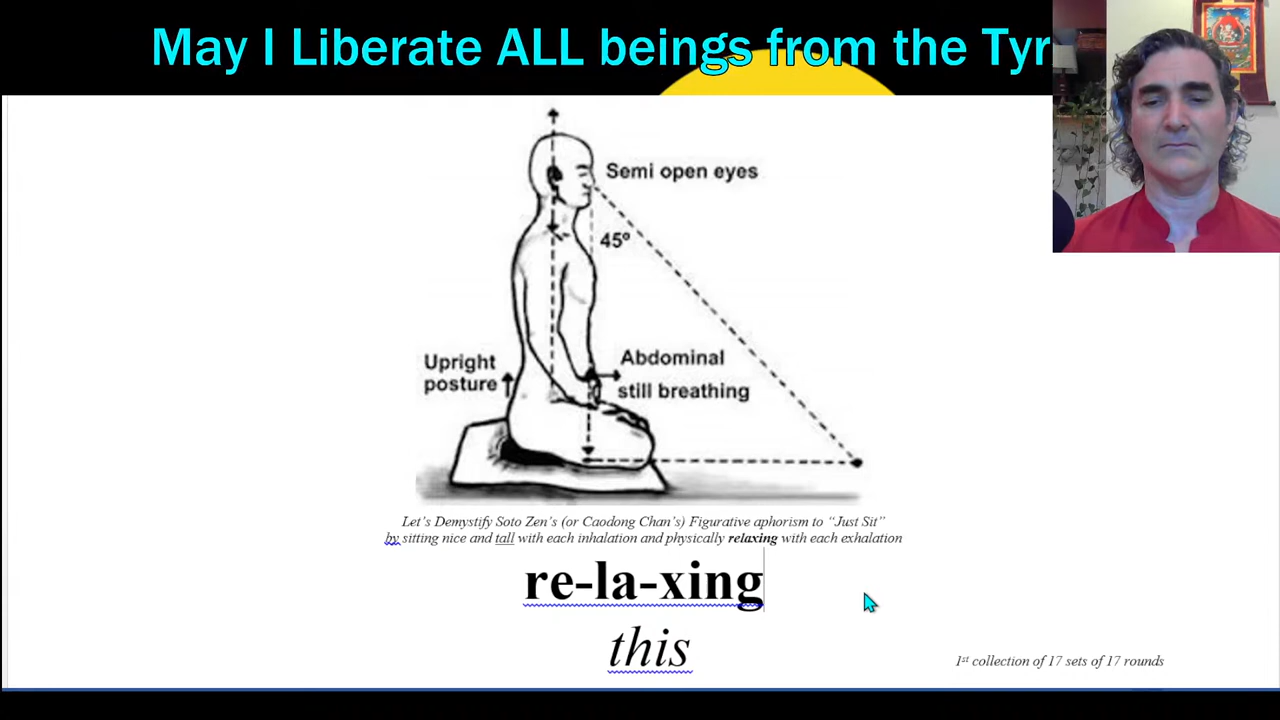 May I Liberate ALL beings from the Tyr
Semi open eyes
45º
Upright
posture
Abdominal
still breathing
Let’s Demystify Soto Zen’s (or Caodong Chan’s) Figurative aphorism to “Just Sit”
by sitting nice and tall with each inhalation and physically relaxing with each exhalation
re-la-xing
this
1st collection of 17 sets of 17 rounds